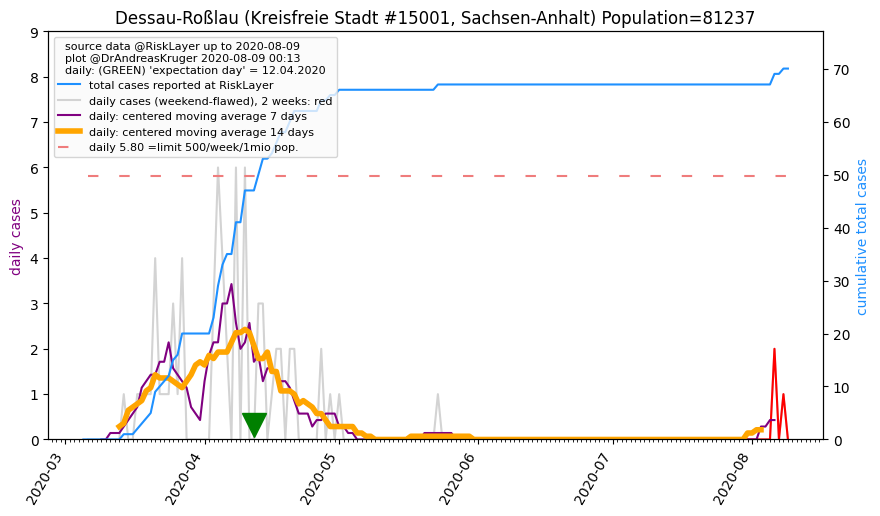 Dessau-Roßlau (Kreisfreie Stadt #15001, Sachsen-Anhalt) Population=81237
source data @RiskLayer up to 2020-08-09
plot @DrAndreasKruger 2020-08-09 00:13
daily: (GREEN) 'expectation day' = 12.04.2020
total cases reported at RiskLayer
daily cases (weekend-flawed), 2 weeks: red
daily: centered moving average 7 days
daily: centered moving average 14 days
daily 5.80 =limit 500/week/1mio pop.
daily cases
9
8
7
6
5
4
3
2
1
0
cumulative total cases
70
60
50
40
30
20
10
0
2020-03
2020-04
2020-05
2020-06
2020-07
2020-08